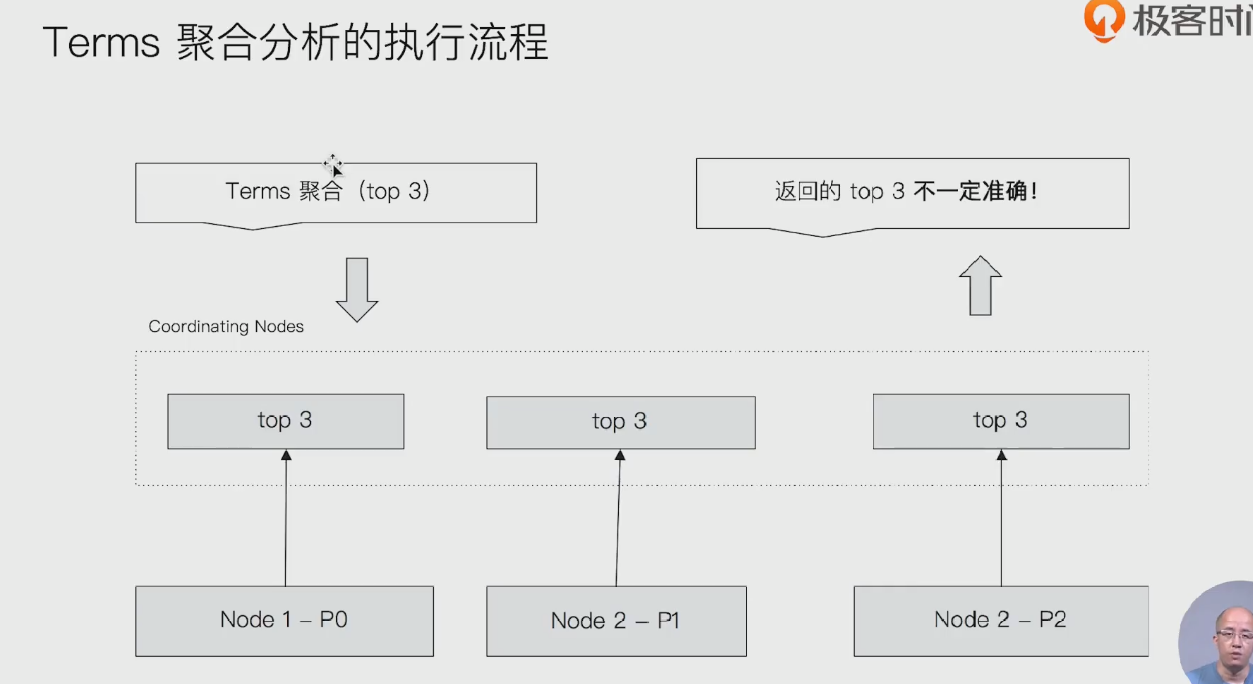 Terms 聚合分析的执行流程
极客时
Terms 聚合（top 3）
返回的 top 3 不一定准确！
Coordinating Nodes
top 3
top 3
top 3
Node 1 – P0
Node 2 – P1
Node 2 – P2